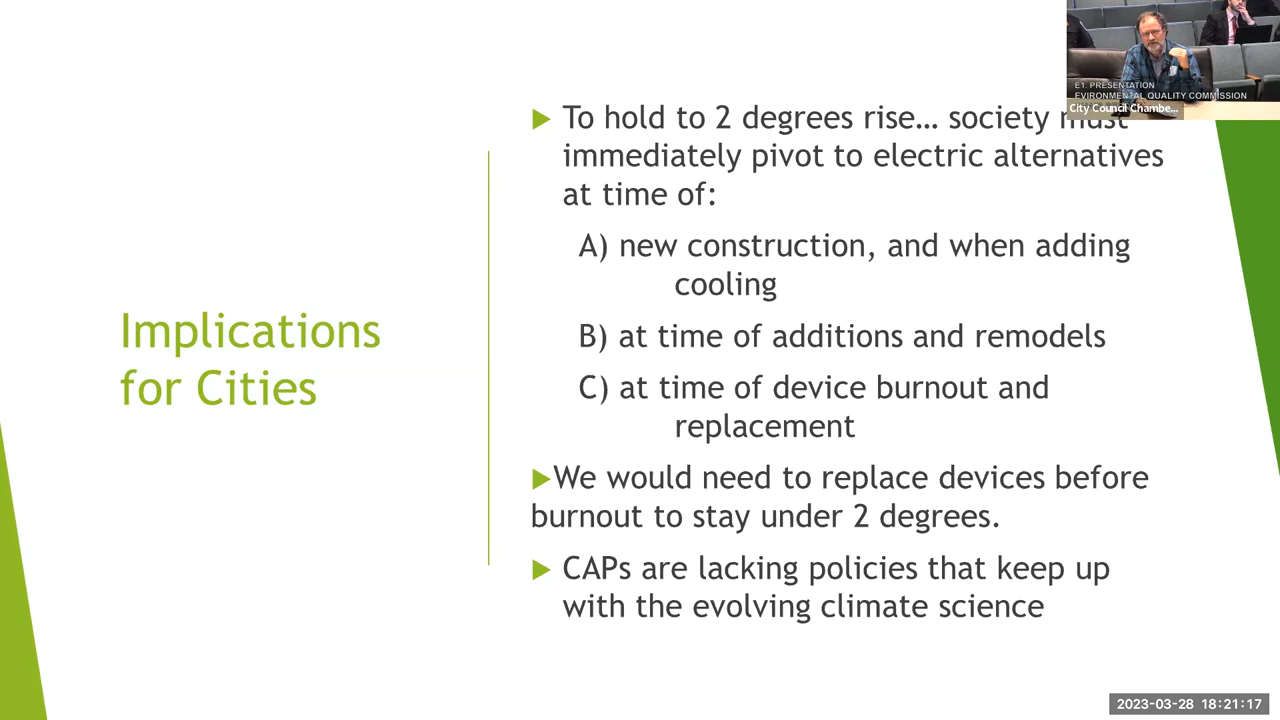 E1. PRESENTATION
EVIRONMENTAL QUALITY COMMISSION
City Council Chambe...
To hold to 2 degrees rise... society must
immediately pivot to electric alternatives
at time of:
A) new construction, and when adding
cooling
B) at time of additions and remodels
C) at time of device burnout and
replacement
Implications
for Cities
We would need to replace devices before
burnout to stay under 2 degrees.
CAPs are lacking policies that keep up
with the evolving climate science
2023-03-28 18:21:17